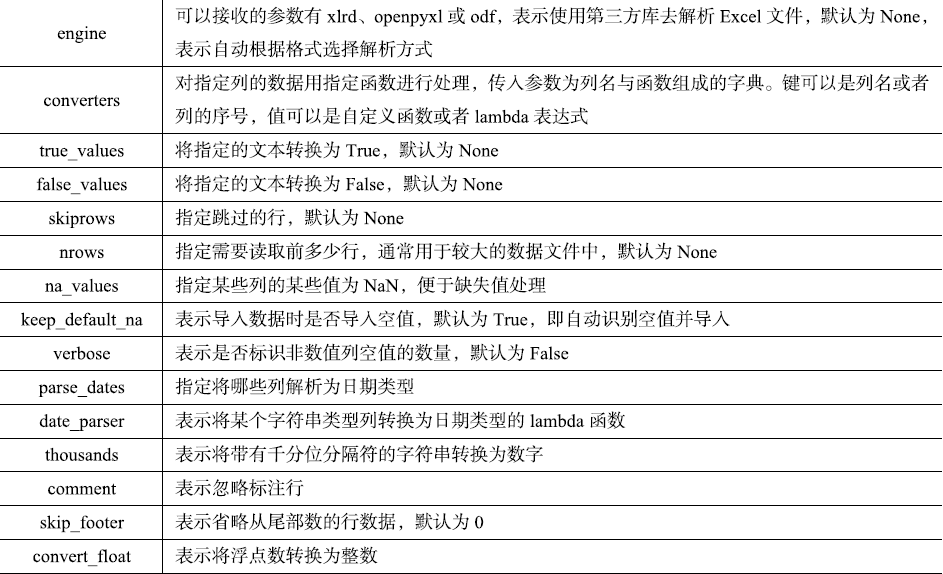 engine
可以接收的参数有 xlrd、openpyxl 或 odf，表示使用第三方库去解析 Excel 文件，默认为 None，
表示自动根据格式选择解析方式
converters
对指定列的数据用指定函数进行处理，传入参数为列名与函数组成的字典。键可以是列名或者
列的序号，值可以是自定义函数或者 lambda 表达式
true_values
将指定的文本转换为 True，默认为 None
false_values
将指定的文本转换为 False，默认为 None
skiprows
指定跳过的行，默认为 None
nrows
指定需要读取前多少行，通常用于较大的数据文件中，默认为 None
na_values
指定某些列的某些值为 NaN，便于缺失值处理
keep_default_na
表示导入数据时是否导入空值，默认为 True，即自动识别空值并导入
verbose
表示是否标识非数值列空值的数量，默认为 False
parse_dates
指定将哪些列解析为日期类型
date_parser
表示将某个字符串类型列转换为日期类型的 lambda 函数
thousands
表示将带有千分位分隔符的字符串转换为数字
comment
表示忽略标注行
skip_footer
表示省略从尾部数的行数据，默认为 0
convert_float
表示将浮点数转换为整数